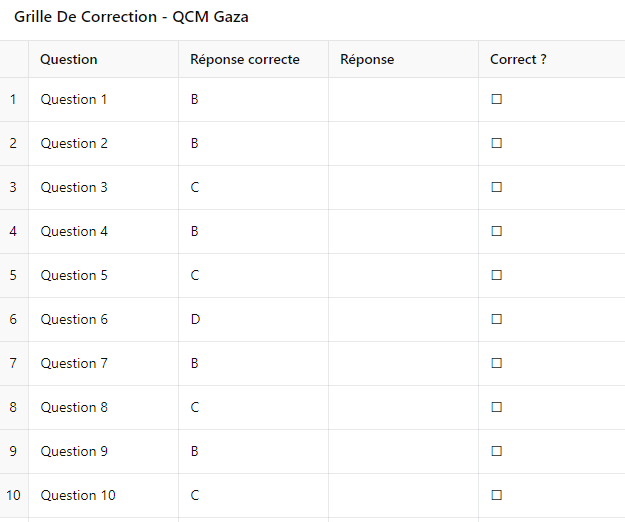 Grille De Correction - QCM Gaza
Question Réponse correcte Réponse Correct ?
1 Question 1 B ☐
2 Question 2 B ☐
3 Question 3 C ☐
4 Question 4 B ☐
5 Question 5 C ☐
6 Question 6 D ☐
7 Question 7 B ☐
8 Question 8 C ☐
9 Question 9 B ☐
10 Question 10 C ☐